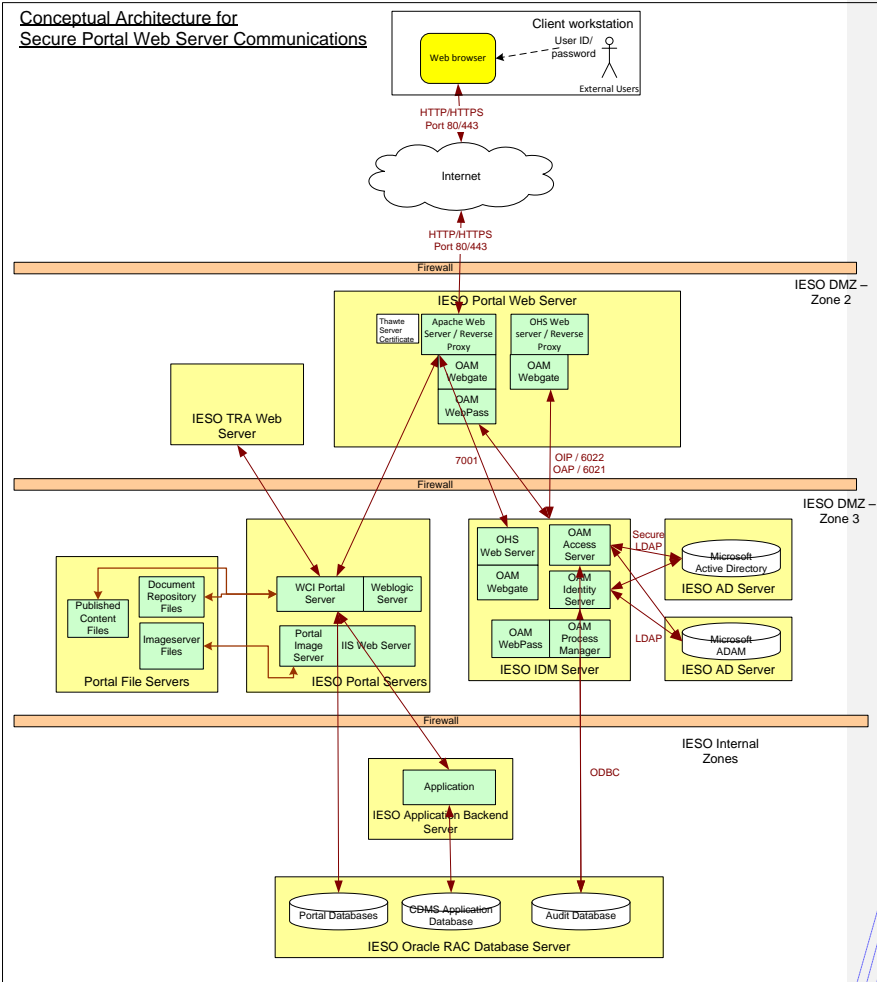 Conceptual Architecture for
Secure Portal Web Server Communications
Client workstation
Web browser
User ID/
password
External Users
HTTP/HTTPS
Port 80/443
Internet
HTTP/HTTPS
Port 80/443
Firewall
IESO DMZ –
Zone 2
IESO Portal Web Server
Thawte
Server
Certificate
Apache Web
Server / Reverse
Proxy
OHS Web
server / Reverse
Proxy
OAM
Webgate
OAM
Webgate
OAM
WebPass
IESO TRA Web
Server
7001
OIP / 6022
OAP / 6021
Firewall
IESO DMZ –
Zone 3
OHS
Web Server
OAM
Access
Server
Secure
LDAP
Microsoft
Active Directory
IESO AD Server
OAM
Webgate
OAM
Identity
Server
Document
Repository
Files
Published
Content
Files
WCI Portal
Server
Weblogic
Server
Imageserver
Files
Portal
Image
Server
IIS Web Server
OAM
WebPass
OAM
Process
Manager
LDAP
Microsoft
ADAM
Portal File Servers
IESO Portal Servers
IESO IDM Server
IESO AD Server
Firewall
IESO Internal
Zones
ODBC
Application
IESO Application Backend
Server
Portal Databases
CDMS Application
Database
Audit Database
IESO Oracle RAC Database Server